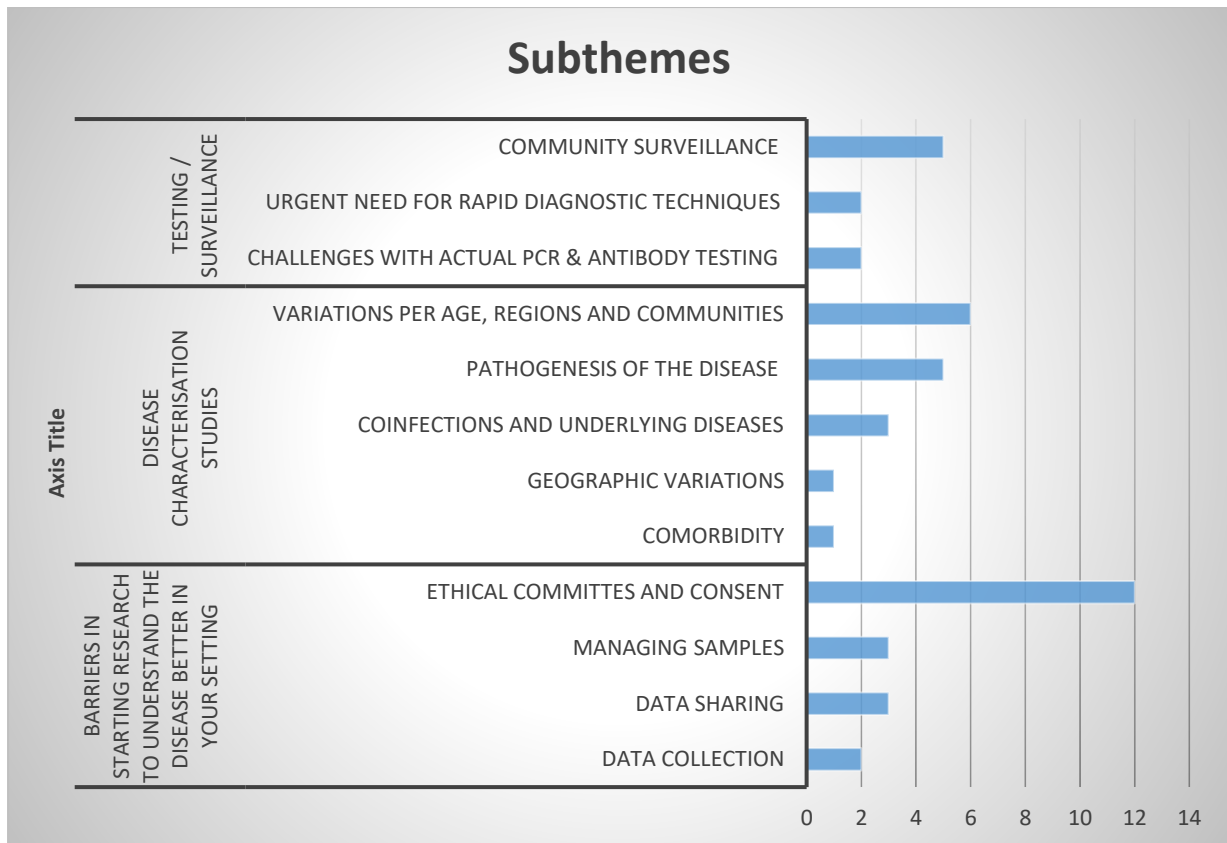 Subthemes
Axis Title
TESTING /
SURVEILLANCE
COMMUNITY SURVEILLANCE
URGENT NEED FOR RAPID DIAGNOSTIC TECHNIQUES
CHALLENGES WITH ACTUAL PCR & ANTIBODY TESTING
DISEASE
CHARACTERISATION
STUDIES
VARIATIONS PER AGE, REGIONS AND COMMUNITIES
PATHOGENESIS OF THE DISEASE
COINFECTIONS AND UNDERLYING DISEASES
GEOGRAPHIC VARIATIONS
COMORBIDITY
BARRIERS IN
STARTING RESEARCH
TO UNDERSTAND THE
DISEASE BETTER IN
YOUR SETTING
ETHICAL COMMITTES AND CONSENT
MANAGING SAMPLES
DATA SHARING
DATA COLLECTION
0 2 4 6 8 10 12 14